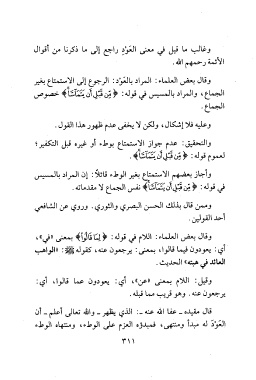 وغالب ما قيل في معنى العَوْد راجع إلى ما ذكرنا من أقوال
الأئمة رحمهم الله.
وقال بعض العلماء: المراد بالعَوْد: الرجوع إلى الاستمتاع بغير
الجماع، والمراد بالمسيس في قوله: ﴿مِّن قَبْلِ أَن يَتَمَآسَّا﴾ خصوص
الجماع.
وعليه فلا إشكال، ولكن لا يخفى عدم ظهور هذا القول.
والتحقيق: عدم جواز الاستمتاع بوطء أو غيره قبل التكفير؛
لعموم قوله: ﴿مِّن قَبْلِ أَن يَتَمَآسَّا﴾.
وأجاز بعضهم الاستمتاع بغير الوطء قائلاً: إن المراد بالمسيس
في قوله: ﴿مِّن قَبْلِ أَن يَتَمَآسَّا﴾ نفس الجماع لا مقدماته.
وممن قال بذلك الحسن البصري والثوري. وروي عن الشافعي
أحد القولين.
وقال بعض العلماء: اللام في قوله: ﴿لِمَا قَالُوا﴾ بمعنى «في»،
أي: يعودون فيما قالوا، بمعنى: يرجعون عنه، كقوله ﷺ: "الواهب
العائد في هبته" الحديث.
وقيل: اللام بمعنى «عن»، أي: يعودون عما قالوا، أي:
يرجعون عنه. وهو قريب مما قبله.
قال مقيده ـ عفا الله عنه ـ: الذي يظهر ـ والله تعالى أعلم ـ أن
العَوْدَ له مبدأ ومنتهى، فمبدؤه العزم على الوطء، ومنتهاه الوطء
٣١١